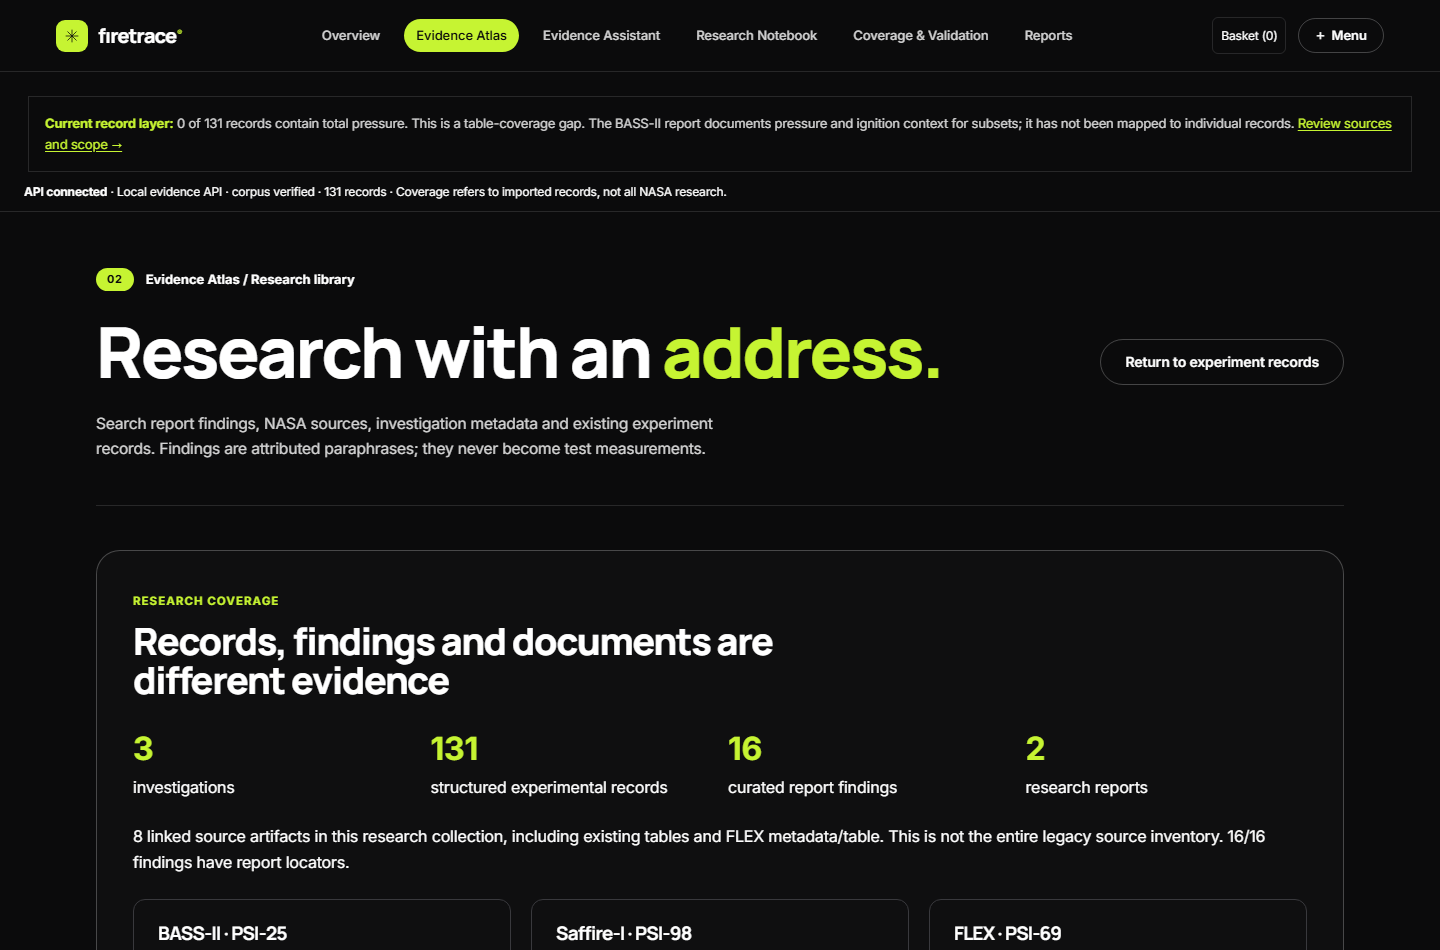 firetrace
Overview
Evidence Atlas
Evidence Assistant
Research Notebook
Coverage & Validation
Reports
Basket (0)
+ Menu
Current record layer: 0 of 131 records contain total pressure. This is a table-coverage gap. The BASS-II report documents pressure and ignition context for subsets; it has not been mapped to individual records. Review sources
and scope →
API connected · Local evidence API · corpus verified · 131 records · Coverage refers to imported records, not all NASA research.
02
Evidence Atlas / Research library
Research with an address.
Return to experiment records
Search report findings, NASA sources, investigation metadata and existing experiment
records. Findings are attributed paraphrases; they never become test measurements.
RESEARCH COVERAGE
Records, findings and documents are
different evidence
3
investigations
131
structured experimental records
16
curated report findings
2
research reports
8 linked source artifacts in this research collection, including existing tables and FLEX metadata/table. This is not the entire legacy source inventory. 16/16
findings have report locators.
BASS-II · PSI-25
Saffire-I · PSI-98
FLEX · PSI-69